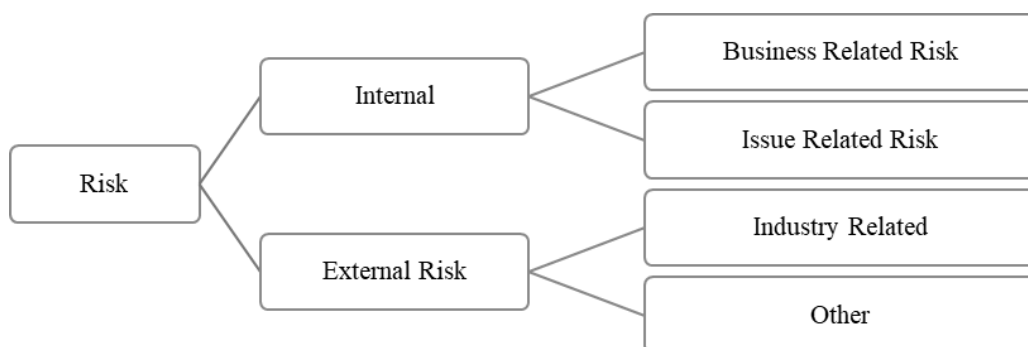 Risk
Internal
External Risk
Business Related Risk
Issue Related Risk
Industry Related
Other